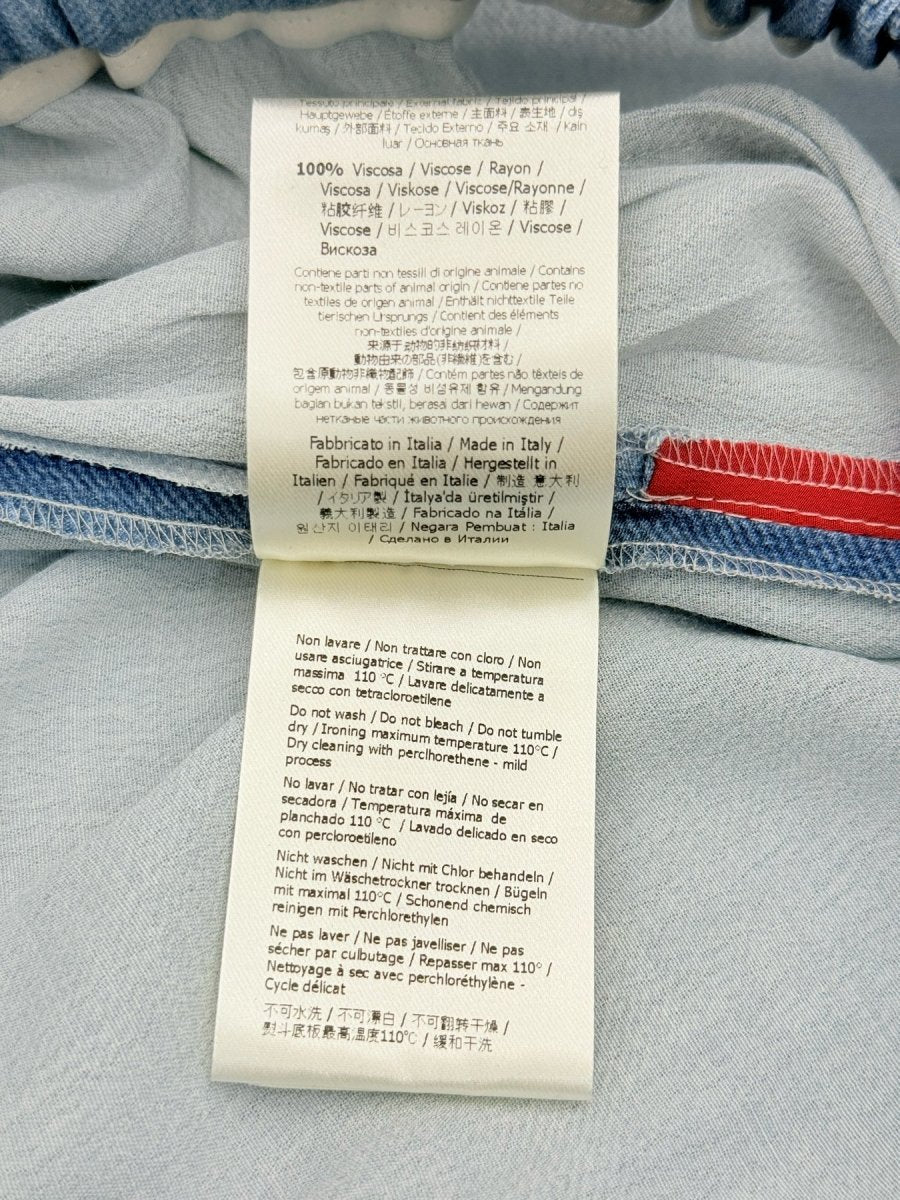 Tessuto principale / External fabric / Tejido principal /
Hauptgewebe / Étoffe externe / 主面料 / 表生地 / diş
kumaş / 外部面料 / Tecido Externo / 주요 소재 / kain
luar / Основная ткань
100% Viscosa / Viscose / Rayon /
Viscosa / Viskose / Viscose/Rayonne /
粘胶纤维 / レーヨン / Viskoz / 粘膠 /
Viscose / 비스코스 레이온 / Viscose /
Вискоза
Contiene parti non tessili di origine animale / Contains
non-textile parts of animal origin / Contiene partes no
textiles de origen animal / Enthält nichttextile Teile
tierischen Ursprungs / Contient des éléments
non-textiles d'origine animale /
来源于动物的非纺织材料 /
動物由来の部品(非繊維)を含む /
包含原動物非織物配飾 / Contém partes não têxteis de
origem animal / 동물성 비섬유제 함유 / Mengandung
bagian bukan tekstil, berasal dari hewan / Содержит
нетканые части животного происхождения
Fabbricato in Italia / Made in Italy /
Fabricado en Italia / Hergestellt in
Italien / Fabriqué en Italie / 制造 意大利
/ イタリア製 / İtalya'da üretilmiştir /
義大利製造 / Fabricado na Itália /
원산지 이태리 / Negara Pembuat : Italia
/ Сделано в Италии
Non lavare / Non trattare con cloro / Non
usare asciugatrice / Stirare a temperatura
massima 110 °C / Lavare delicatamente a
secco con tetracloroetilene
Do not wash / Do not bleach / Do not tumble
dry / Ironing maximum temperature 110°C /
Dry cleaning with perclhorethene - mild
process
No lavar / No tratar con lejía / No secar en
secadora / Temperatura máxima de
planchado 110 °C / Lavado delicado en seco
con percloroetileno
Nicht waschen / Nicht mit Chlor behandeln /
Nicht im Wäschetrockner trocknen / Bügeln
mit maximal 110°C / Schonend chemisch
reinigen mit Perchlorethylen
Ne pas laver / Ne pas javelliser / Ne pas
sécher par culbutage / Repasser max 110° /
Nettoyage à sec avec perchloréthylène -
Cycle délicat
不可水洗 / 不可漂白 / 不可翻转干燥 /
熨斗底板最高温度110℃ / 缓和干洗